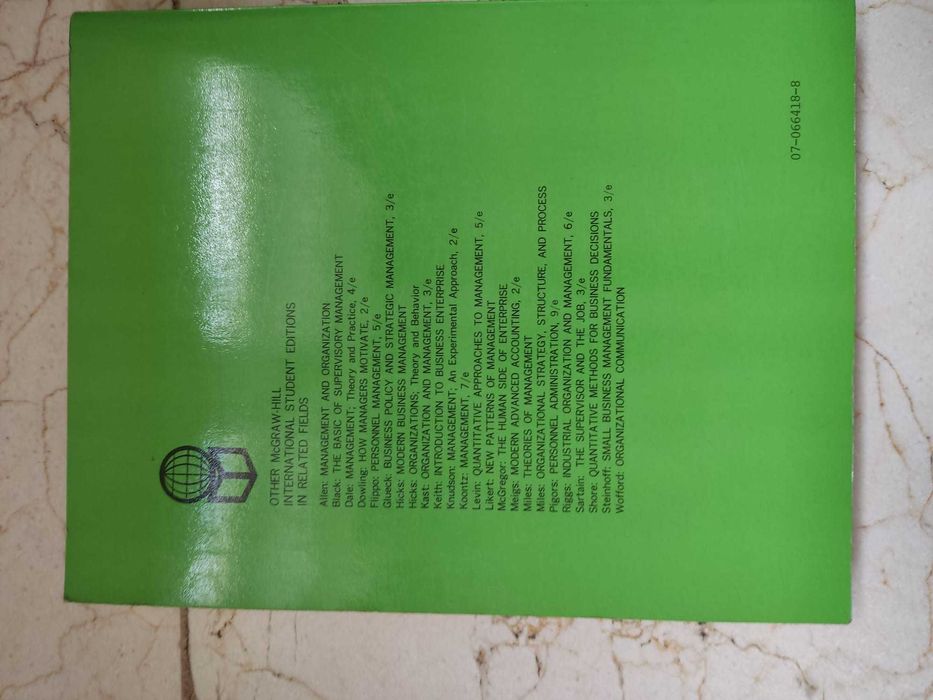 OTHER McGRAW-HILL
INTERNATIONAL STUDENT EDITIONS
IN RELATED FIELDS
Allen: MANAGEMENT AND ORGANIZATION
Black: THE BASIC OF SUPERVISORY MANAGEMENT
Dale: MANAGEMENT; Theory and Practice, 4/e
Dowling: HOW MANAGERS MOTIVATE, 2/e
Flippo: PERSONNEL MANAGEMENT, 5/e
Glueck: BUSINESS POLICY AND STRATEGIC MANAGEMENT, 3/e
Hicks: MODERN BUSINESS MANAGEMENT
Hicks: ORGANIZATIONS; Theory and Behavior
Kast: ORGANIZATION AND MANAGEMENT, 3/e
Keith: INTRODUCTION TO BUSINESS ENTERPRISE
Knudson: MANAGEMENT: An Experimental Approach, 2/e
Koontz: MANAGEMENT, 7/e
Levin: QUANTITATIVE APPROACHES TO MANAGEMENT, 5/e
Likert: NEW PATTERNS OF MANAGEMENT
McGregor: THE HUMAN SIDE OF ENTERPRISE
Meigs: MODERN ADVANCED ACCOUNTING, 2/e
Miles: THEORIES OF MANAGEMENT
Miles: ORGANIZATIONAL STRATEGY, STRUCTURE, AND PROCESS
Pigors: PERSONNEL ADMINISTRATION, 9/e
Riggs: INDUSTRIAL ORGANIZATION AND MANAGEMENT, 6/e
Sartain: THE SUPERVISOR AND THE JOB, 3/e
Shore: QUANTITATIVE METHODS FOR BUSINESS DECISIONS
Steinhoff: SMALL BUSINESS MANAGEMENT FUNDAMENTALS, 3/e
Wofford: ORGANIZATIONAL COMMUNICATION
07-066418-8